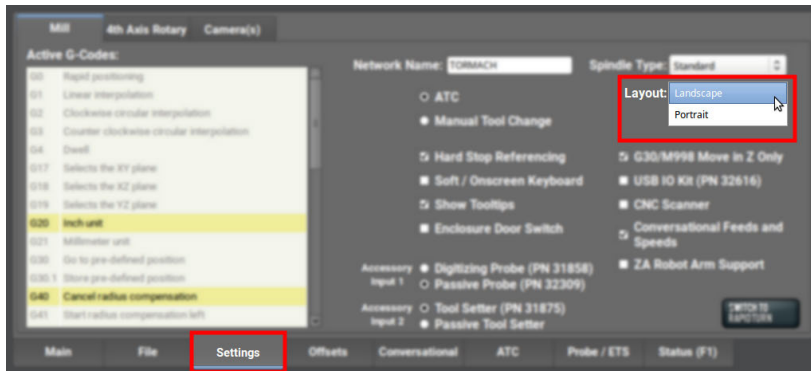 Mill 4th Axis Rotary Camera(s)
Active G-Codes:
G0 Rapid positioning
G1 Linear interpolation
G2 Clockwise circular interpolation
G3 Counter clockwise circular interpolation
G4 Dwell
G17 Selects the XY plane
G18 Selects the XZ plane
G19 Selects the YZ plane
G20 Inch unit
G21 Millimeter unit
G30 Go to pre-defined position
G30.1 Store pre-defined position
G40 Cancel radius compensation
G41 Start radius compensation left
Network Name: TORMACH
ATC
Manual Tool Change
Hard Stop Referencing
Soft / Onscreen Keyboard
Show Tooltips
Enclosure Door Switch
Accessory Input 1
Digitizing Probe (PN 31858)
Passive Probe (PN 32309)
Accessory Input 2
Tool Setter (PN 31875)
Passive Tool Setter
Spindle Type: Standard
Layout: Landscape
Portrait
G30/M998 Move in Z Only
USB IO Kit (PN 32616)
CNC Scanner
Conversational Feeds and
Speeds
ZA Robot Arm Support
SWITCH TO
RAPIDTURN
Main File Settings Offsets Conversational ATC Probe / ETS Status (F1)